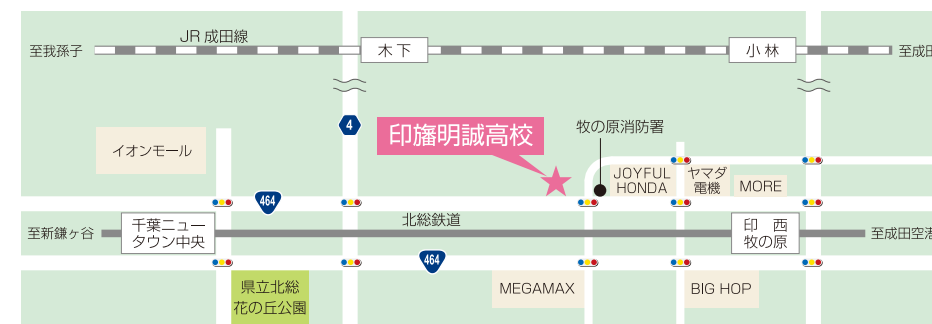 JR成田線
至我孫子
木下
小林
至成田
4
印旛明誠高校
牧の原消防署
イオンモール
JOYFUL
HONDA
ヤマダ
電機
MORE
464
北総鉄道
至新鎌ヶ谷
千葉ニュー
タウン中央
印西
牧の原
至成田空港
464
県立北総
花の丘公園
MEGAMAX
BIG HOP